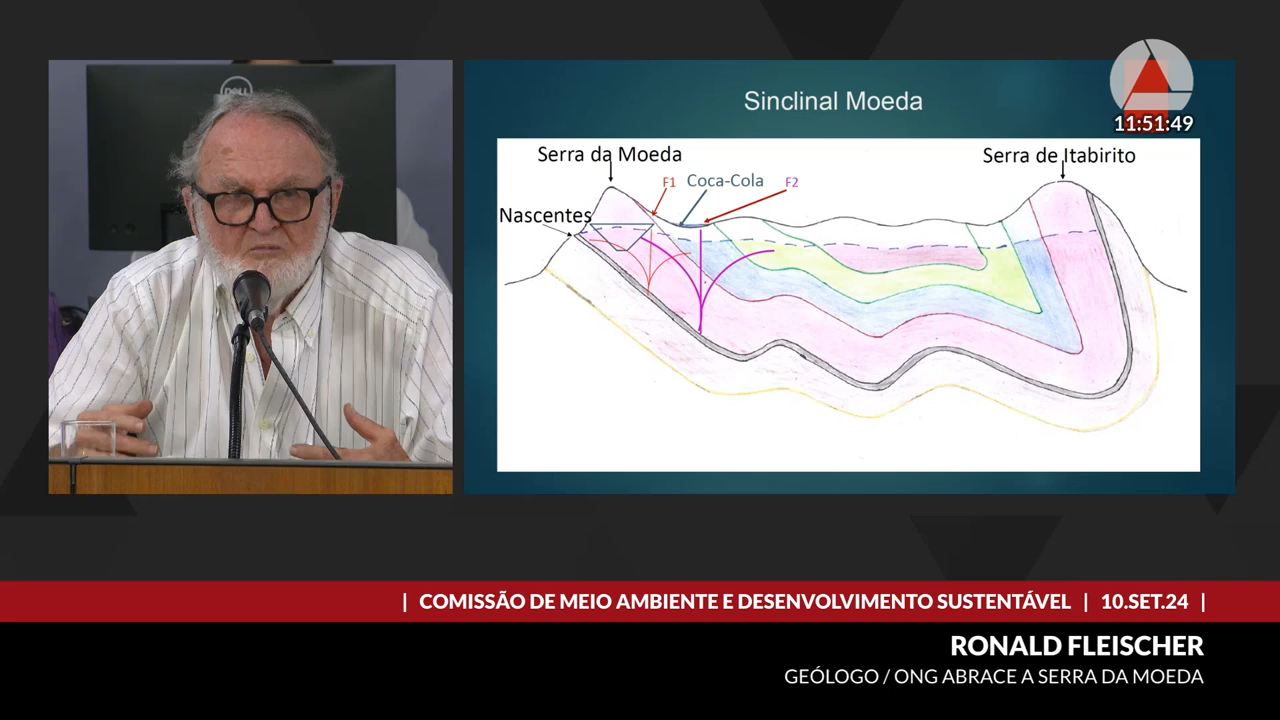 DELL
Sinclinal Moeda
11:51:49
Serra da Moeda
Serra de Itabirito
F1
Coca-Cola
F2
Nascentes
| COMISSÃO DE MEIO AMBIENTE E DESENVOLVIMENTO SUSTENTÁVEL | 10.SET.24 |
RONALD FLEISCHER
GEÓLOGO / ONG ABRACE A SERRA DA MOEDA